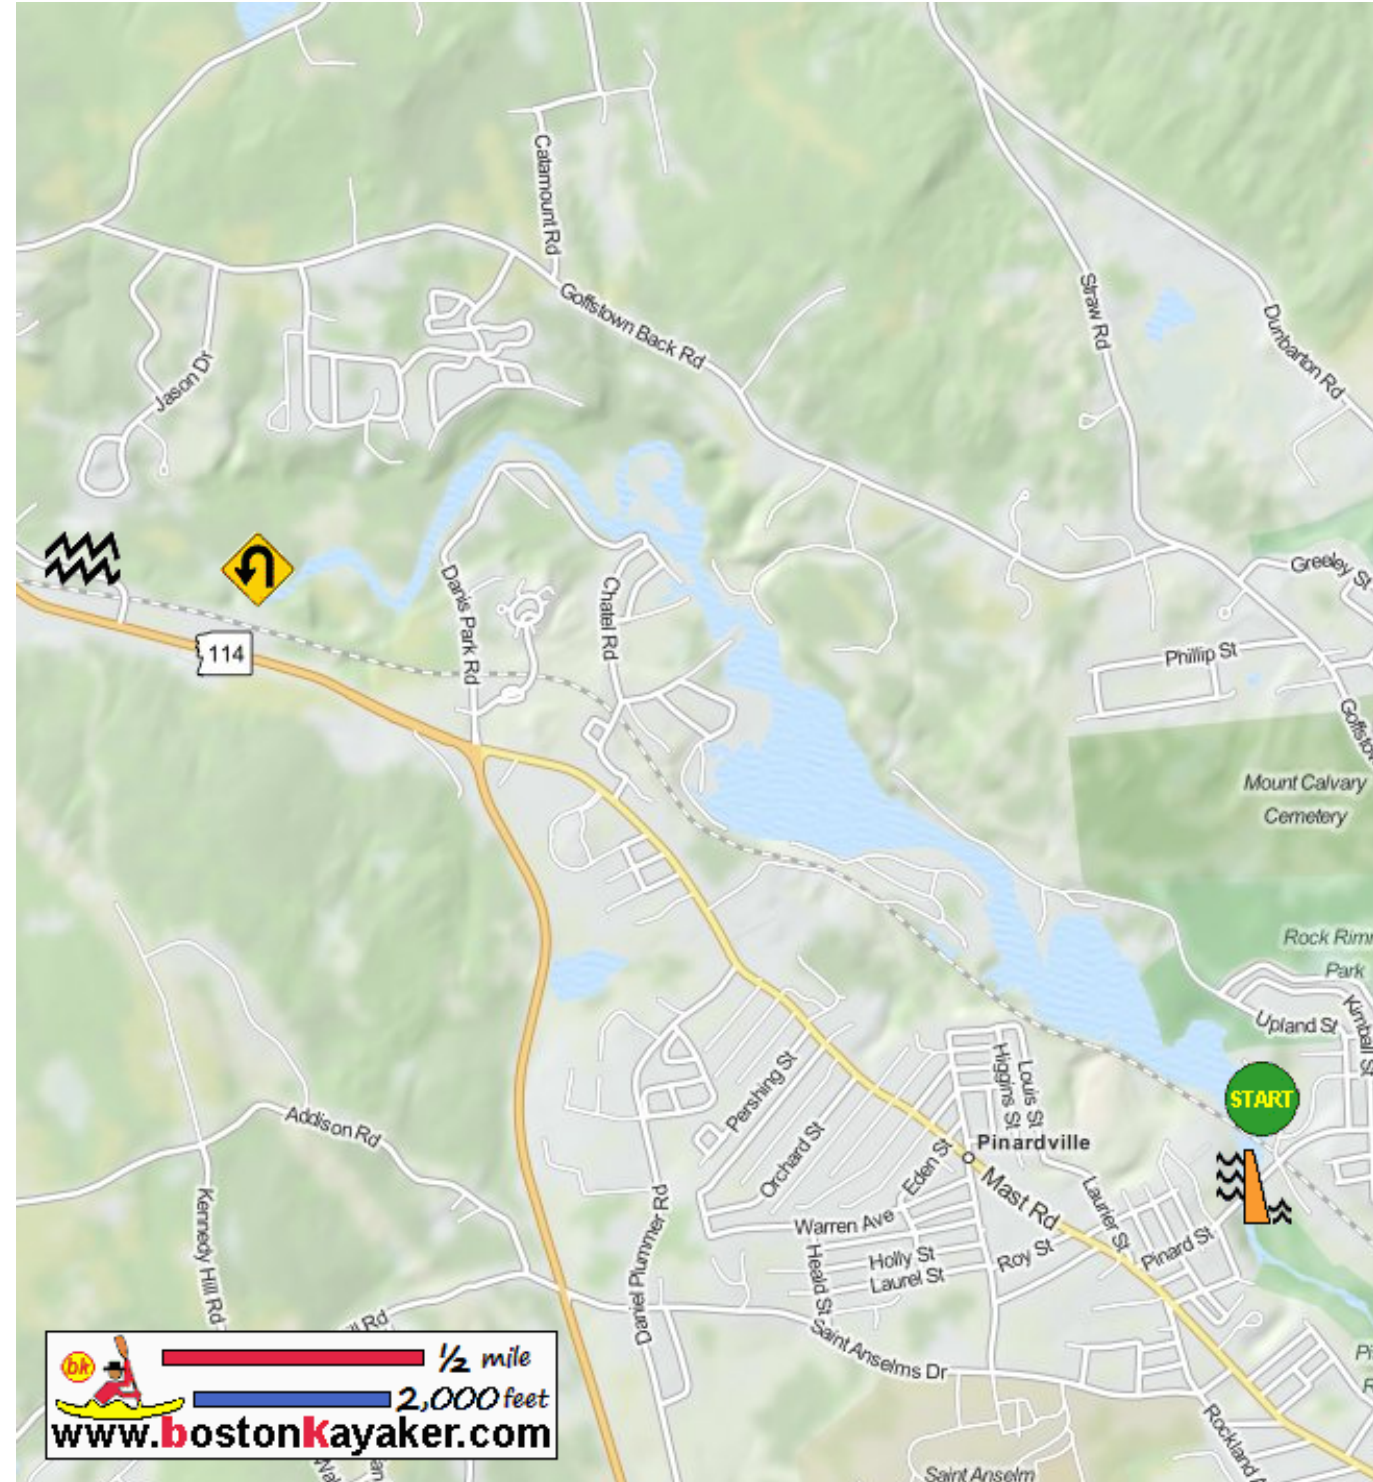 Catamount Rd
Goffstown Back Rd
Straw Rd
Dunbarton Rd
Jason Dr
Greeley St
Danis Park Rd
Chatel Rd
114
Phillip St
Mount Calvary
Cemetery
Rock Rim
Park
Upland St
Kimball St
START
Louis St
Higgins St
Pershing St
Orchard St
Eden St
Pinardville
Mast Rd
Addison Rd
Kennedy Hill Rd
Daniel Plummer Rd
Warren Ave
Holly St
Laurel St
Heald St
Roy St
Laurier St
Pinard St
Saint Anselms Dr
Rockland
Saint Anselm
bk
½ mile
2,000 feet
www.bostonkayaker.com